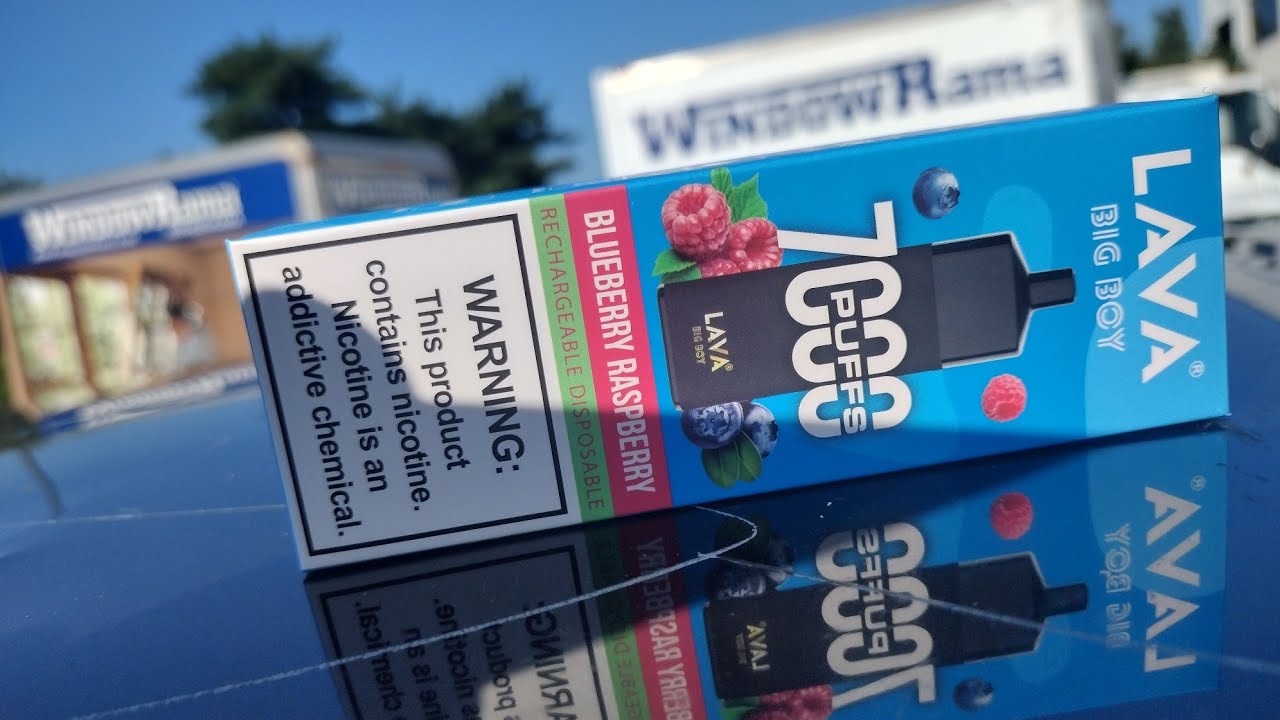 WINDOWRAMA
WINDOWRAMA
LAVA®
BIG BOY
7000
PUFFS
LAVA®
BIG BOY
BLUEBERRY RASPBERRY
RECHARGEABLE DISPOSABLE
WARNING:
This product
contains nicotine.
Nicotine is an
addictive chemical.